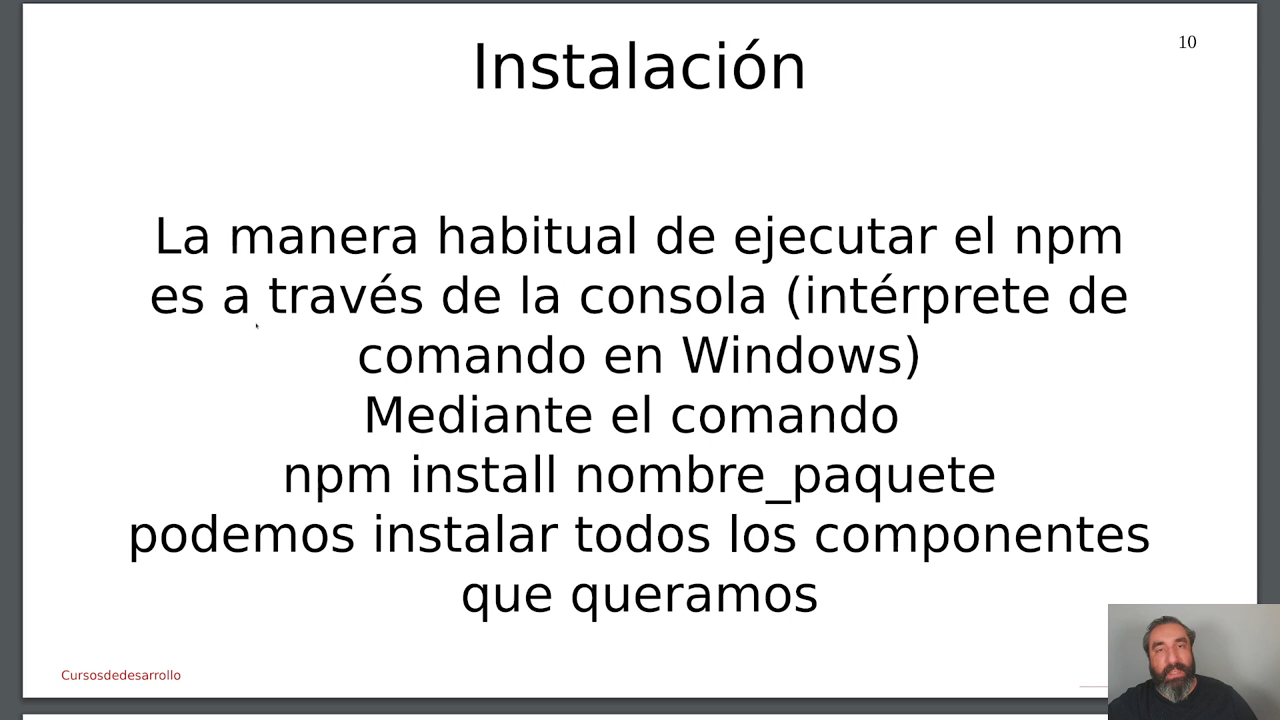 Instalación
10
La manera habitual de ejecutar el npm
es a través de la consola (intérprete de
comando en Windows)
Mediante el comando
npm install nombre_paquete
podemos instalar todos los componentes
que queramos
Cursosdedesarrollo